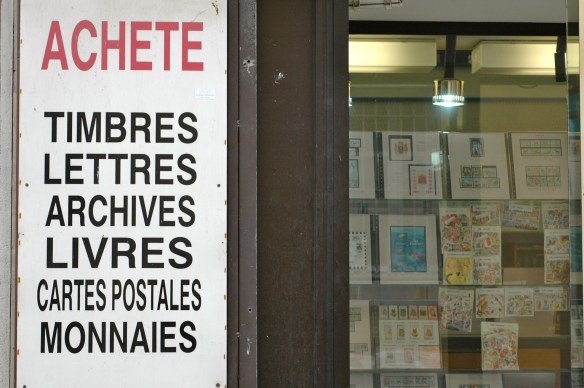 ACHETE
TIMBRES
LETTRES
ARCHIVES
LIVRES
CARTES POSTALES
MONNAIES